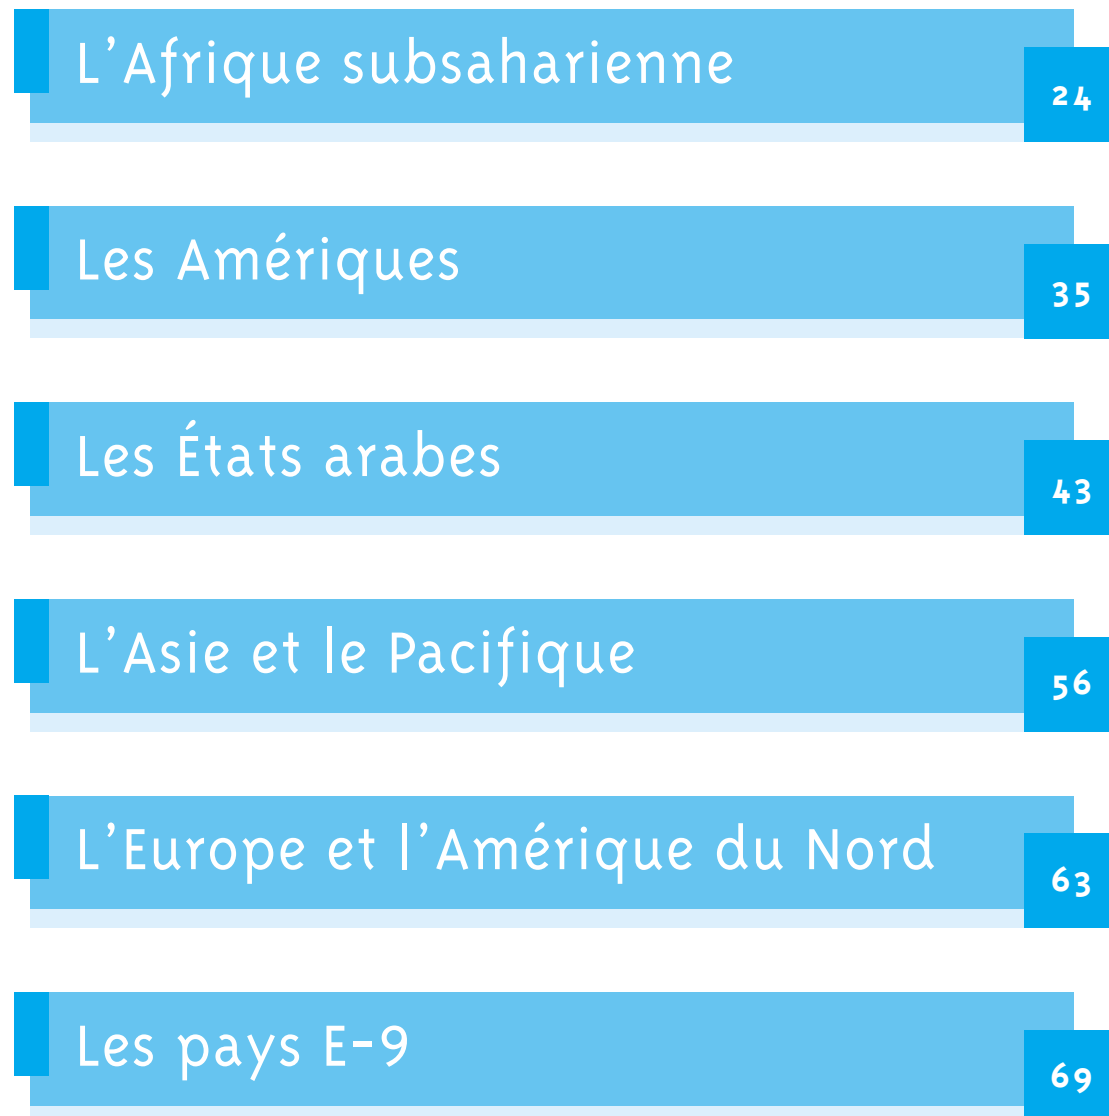 L’Afrique subsaharienne
24
Les Amériques
35
Les États arabes
43
L’Asie et le Pacifique
56
L’Europe et l’Amérique du Nord
63
Les pays E-9
69